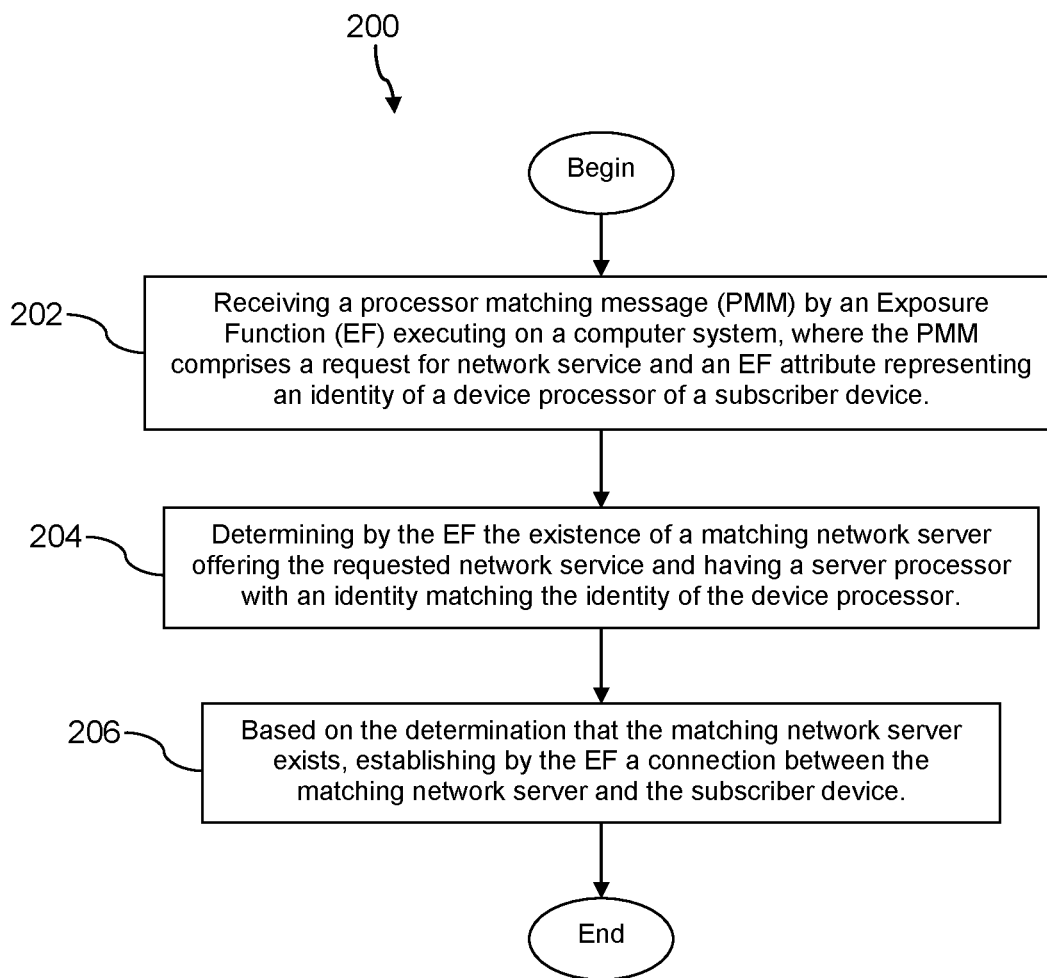 200
Begin
202
Receiving a processor matching message (PMM) by an Exposure
Function (EF) executing on a computer system, where the PMM
comprises a request for network service and an EF attribute representing
an identity of a device processor of a subscriber device.
204
Determining by the EF the existence of a matching network server
offering the requested network service and having a server processor
with an identity matching the identity of the device processor.
206
Based on the determination that the matching network server
exists, establishing by the EF a connection between the
matching network server and the subscriber device.
End